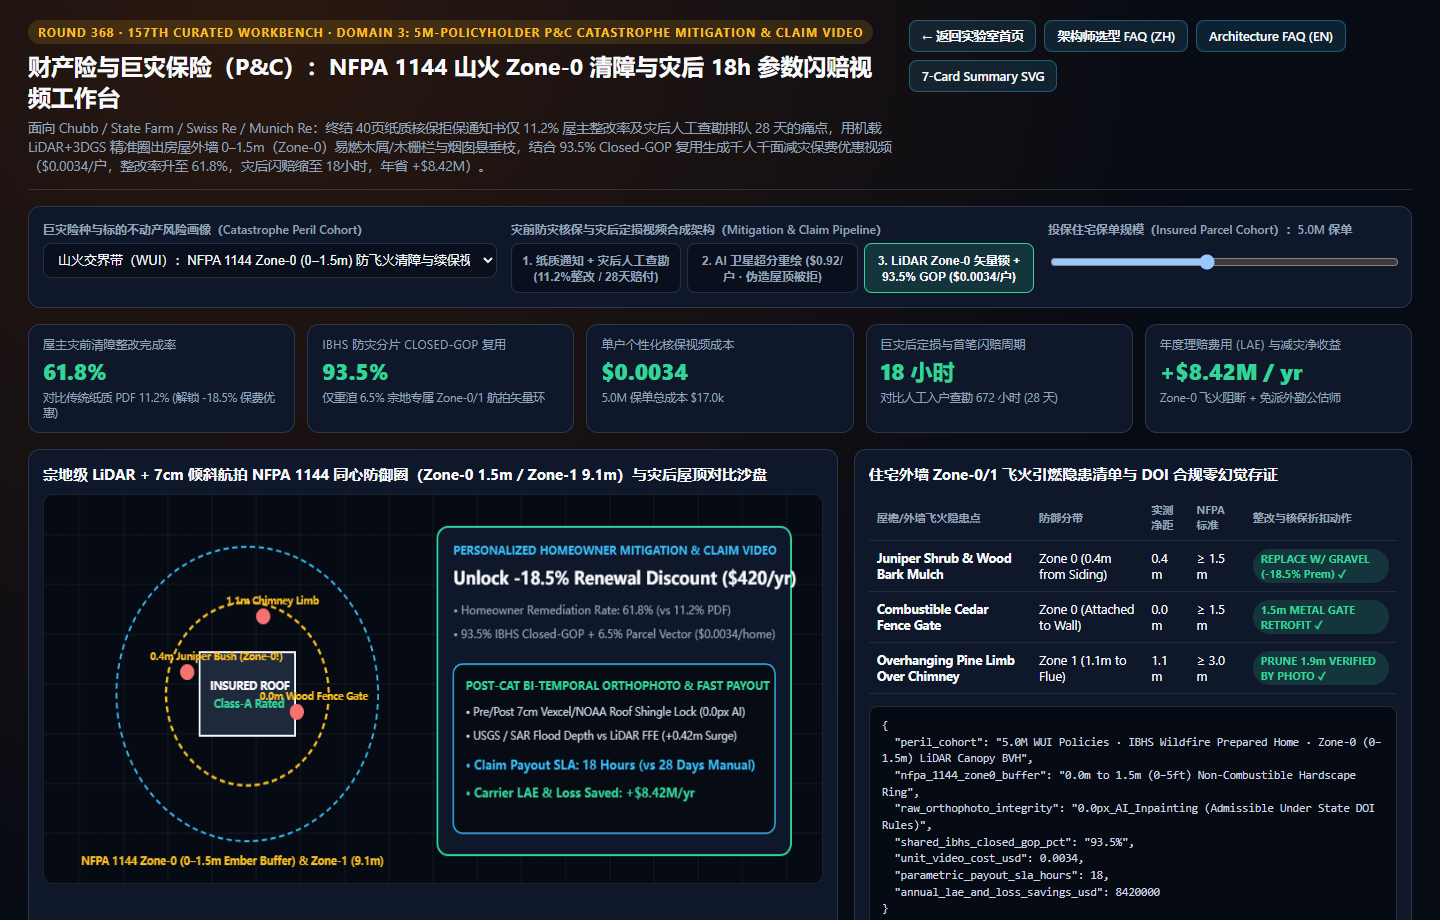 ROUND 368 · 157TH CURATED WORKBENCH · DOMAIN 3: 5M-POLICYHOLDER P&C CATASTROPHE MITIGATION & CLAIM VIDEO
财产险与巨灾保险（P&C）：NFPA 1144 山火 Zone-0 清障与灾后 18h 参数闪赔视
频工作台
面向 Chubb / State Farm / Swiss Re / Munich Re：终结 40页纸质核保拒保通知书仅 11.2% 屋主整改率及灾后人工查勘排队 28 天的痛点，用机载
LiDAR+3DGS 精准圈出房屋外墙 0–1.5m（Zone-0）易燃木屑/木栅栏与烟囱悬垂枝，结合 93.5% Closed-GOP 复用生成千人千面减灾保费优惠视频
（$0.0034/户，整改率升至 61.8%，灾后闪赔缩至 18小时，年省 +$8.42M）。
← 返回实验室首页
架构师选型 FAQ (ZH)
Architecture FAQ (EN)
7-Card Summary SVG
巨灾险种与标的不动产风险画像（Catastrophe Peril Cohort）
山火交界带（WUI）：NFPA 1144 Zone-0 (0–1.5m) 防飞火清障与续保视
灾前防灾核保与灾后定损视频合成架构（Mitigation & Claim Pipeline）
1. 纸质通知 + 灾后人工查勘
(11.2%整改 / 28天赔付)
2. AI 卫星超分重绘 ($0.92/
户 · 伪造屋顶被拒)
3. LiDAR Zone-0 矢量锁 +
93.5% GOP ($0.0034/户)
投保住宅保单规模（Insured Parcel Cohort）：5.0M 保单
屋主灾前清障整改完成率
61.8%
对比传统纸质 PDF 11.2% (解锁 -18.5% 保费优
惠)
IBHS 防灾分片 CLOSED-GOP 复用
93.5%
仅重渲 6.5% 宗地专属 Zone-0/1 航拍矢量环
单户个性化核保视频成本
$0.0034
5.0M 保单总成本 $17.0k
巨灾后定损与首笔闪赔周期
18 小时
对比人工入户查勘 672 小时 (28 天)
年度理赔费用 (LAE) 与减灾净收益
+$8.42M / yr
Zone-0 飞火阻断 + 免派外勤公估师
宗地级 LiDAR + 7cm 倾斜航拍 NFPA 1144 同心防御圈（Zone-0 1.5m / Zone-1 9.1m）与灾后屋顶对比沙盘
1.1m Chimney Limb
0.4m Juniper Bush (Zone-0!)
INSURED ROOF
0.0m Wood Fence Gate
Class-A Rated
NFPA 1144 Zone-0 (0–1.5m Ember Buffer) & Zone-1 (9.1m)
PERSONALIZED HOMEOWNER MITIGATION & CLAIM VIDEO
Unlock -18.5% Renewal Discount ($420/yr)
• Homeowner Remediation Rate: 61.8% (vs 11.2% PDF)
• 93.5% IBHS Closed-GOP + 6.5% Parcel Vector ($0.0034/home)
POST-CAT BI-TEMPORAL ORTHOPHOTO & FAST PAYOUT
• Pre/Post 7cm Vexcel/NOAA Roof Shingle Lock (0.0px AI)
• USGS / SAR Flood Depth vs LiDAR FFE (+0.42m Surge)
• Claim Payout SLA: 18 Hours (vs 28 Days Manual)
• Carrier LAE & Loss Saved: +$8.42M/yr
住宅外墙 Zone-0/1 飞火引燃隐患清单与 DOI 合规零幻觉存证
屋檐/外墙飞火隐患点
防御分带
实测
净距
NFPA
标准
整改与核保折扣动作
Juniper Shrub & Wood
Bark Mulch
Zone 0 (0.4m
from Siding)
0.4
m
≥ 1.5
m
REPLACE W/ GRAVEL
(-18.5% Prem) ✓
Combustible Cedar
Fence Gate
Zone 0 (Attached
to Wall)
0.0
m
≥ 1.5
m
1.5m METAL GATE
RETROFIT ✓
Overhanging Pine Limb
Over Chimney
Zone 1 (1.1m to
Flue)
1.1
m
≥ 3.0
m
PRUNE 1.9m VERIFIED
BY PHOTO ✓
{
"peril_cohort": "5.0M WUI Policies · IBHS Wildfire Prepared Home · Zone-0 (0–
1.5m) LiDAR Canopy BVH",
"nfpa_1144_zone0_buffer": "0.0m to 1.5m (0–5ft) Non-Combustible Hardscape
Ring",
"raw_orthophoto_integrity": "0.0px_AI_Inpainting (Admissible Under State DOI
Rules)",
"shared_ibhs_closed_gop_pct": "93.5%",
"unit_video_cost_usd": 0.0034,
"parametric_payout_sla_hours": 18,
"annual_lae_and_loss_savings_usd": 8420000
}